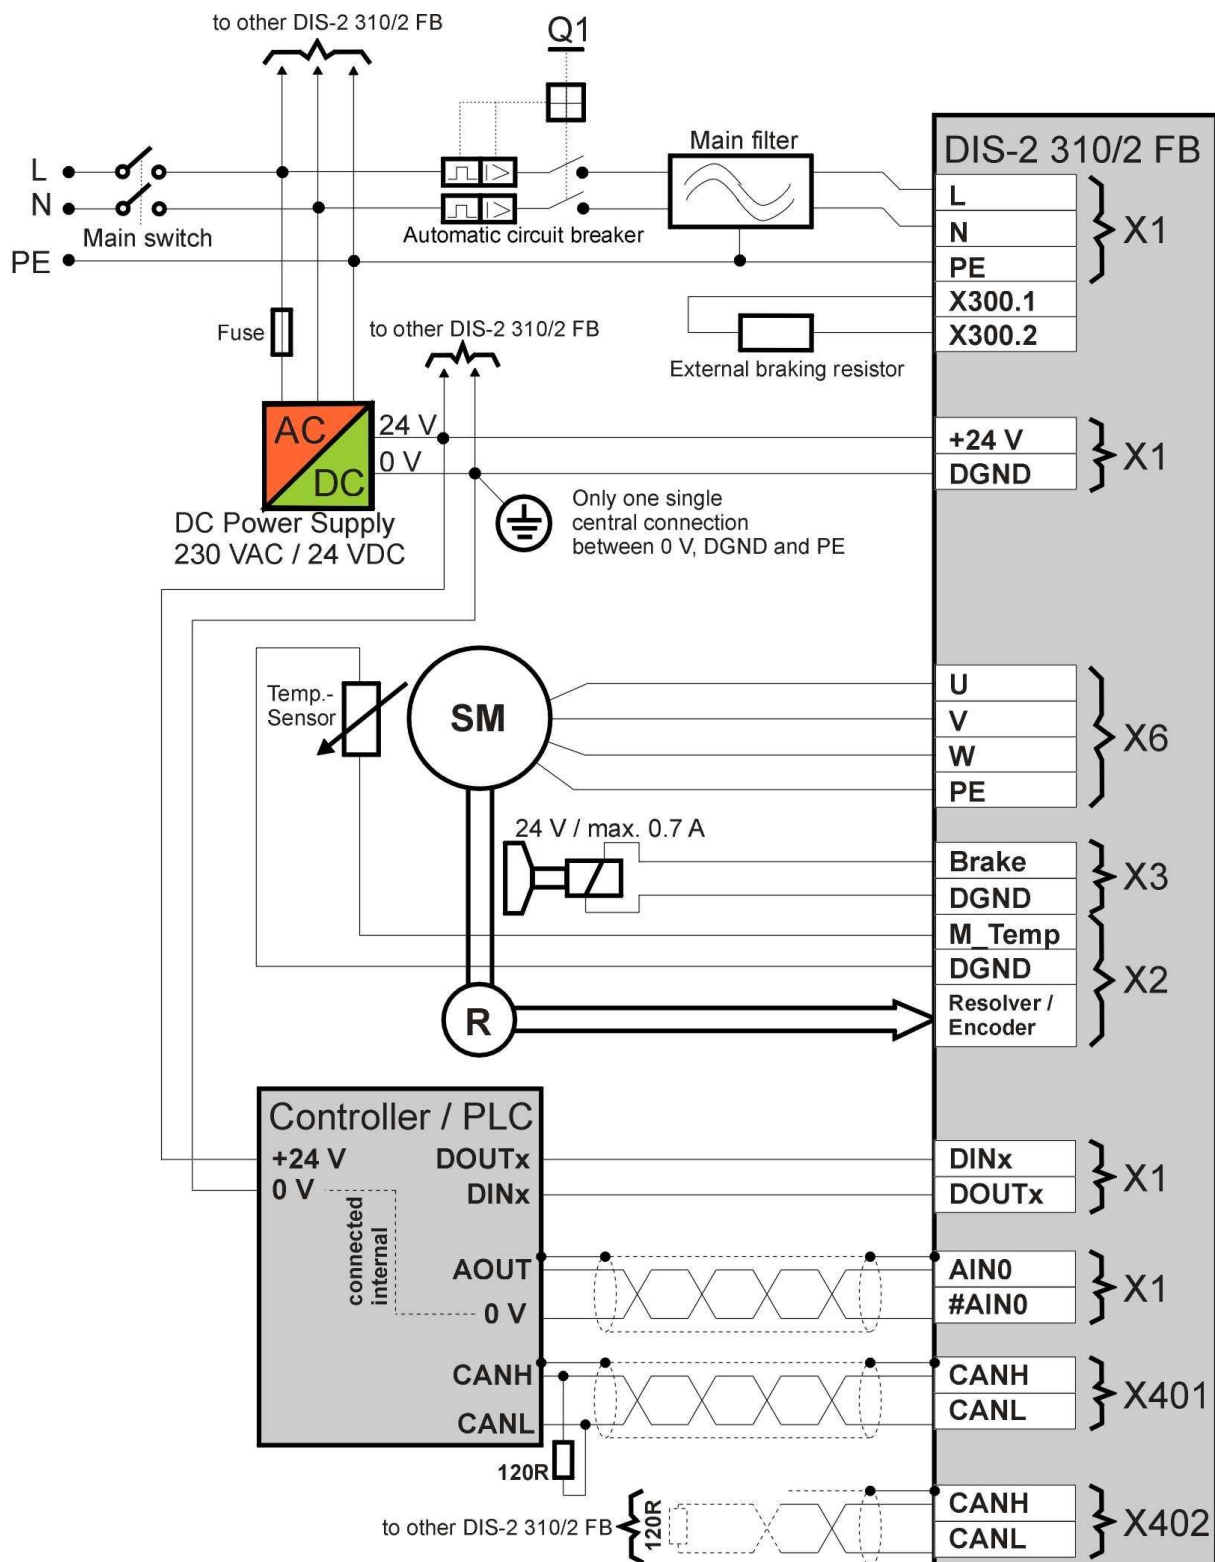 to other DIS-2 310/2 FB
Q1
DIS-2 310/2 FB
Main filter
L
N
PE
Main switch
Automatic circuit breaker
L
N
PE
X1
X300.1
X300.2
External braking resistor
Fuse
to other DIS-2 310/2 FB
AC
DC
24 V
0 V
DC Power Supply
230 VAC / 24 VDC
Only one single
central connection
between 0 V, DGND and PE
+24 V
DGND
X1
Temp.-
Sensor
SM
U
V
W
PE
X6
24 V / max. 0.7 A
Brake
DGND
X3
M_Temp
DGND
Resolver /
Encoder
X2
R
Controller / PLC
+24 V
0 V
connected
internal
DOUTx
DINx
AOUT
0 V
CANH
CANL
120R
DINx
DOUTx
X1
AIN0
#AIN0
X1
CANH
CANL
X401
to other DIS-2 310/2 FB
120R
CANH
CANL
X402